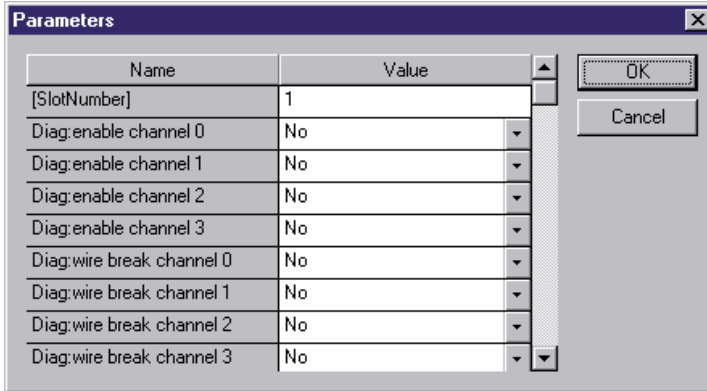 Parameters
Name Value
[SlotNumber] 1
Diag:enable channel 0 No
Diag:enable channel 1 No
Diag:enable channel 2 No
Diag:enable channel 3 No
Diag:wire break channel 0 No
Diag:wire break channel 1 No
Diag:wire break channel 2 No
Diag:wire break channel 3 No
OK
Cancel